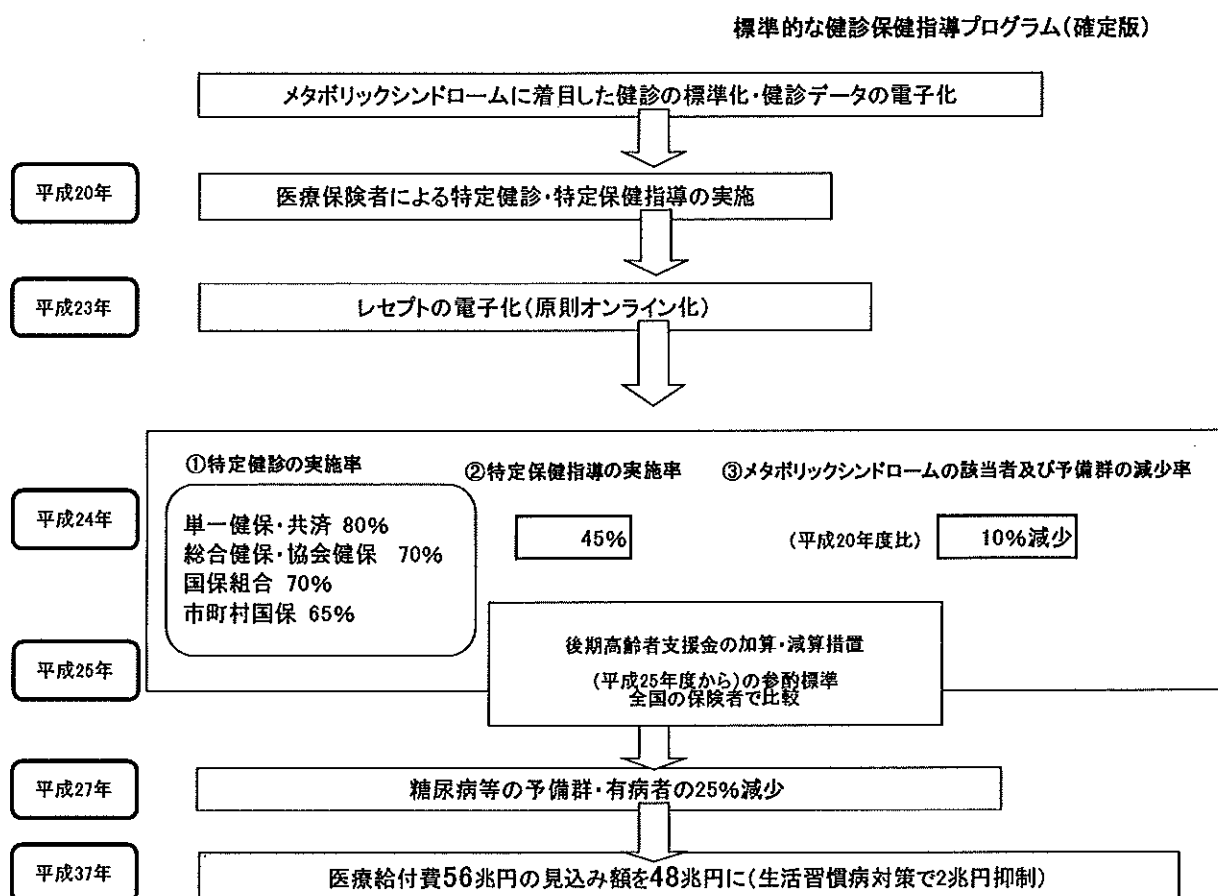 標準的な健診保健指導プログラム(確定版)
メタボリックシンドロームに着目した健診の標準化・健診データの電子化
平成20年
医療保険者による特定健診・特定保健指導の実施
平成23年
レセプトの電子化(原則オンライン化)
①特定健診の実施率
②特定保健指導の実施率
③メタボリックシンドロームの該当者及び予備群の減少率
平成24年
単一健保・共済 80%
総合健保・協会健保 70%
国保組合 70%
市町村国保 65%
45%
(平成20年度比)
10%減少
平成25年
後期高齢者支援金の加算・減算措置
(平成25年度から)の参酌標準
全国の保険者で比較
平成27年
糖尿病等の予備群・有病者の25%減少
平成37年
医療給付費56兆円の見込み額を48兆円に(生活習慣病対策で2兆円抑制)